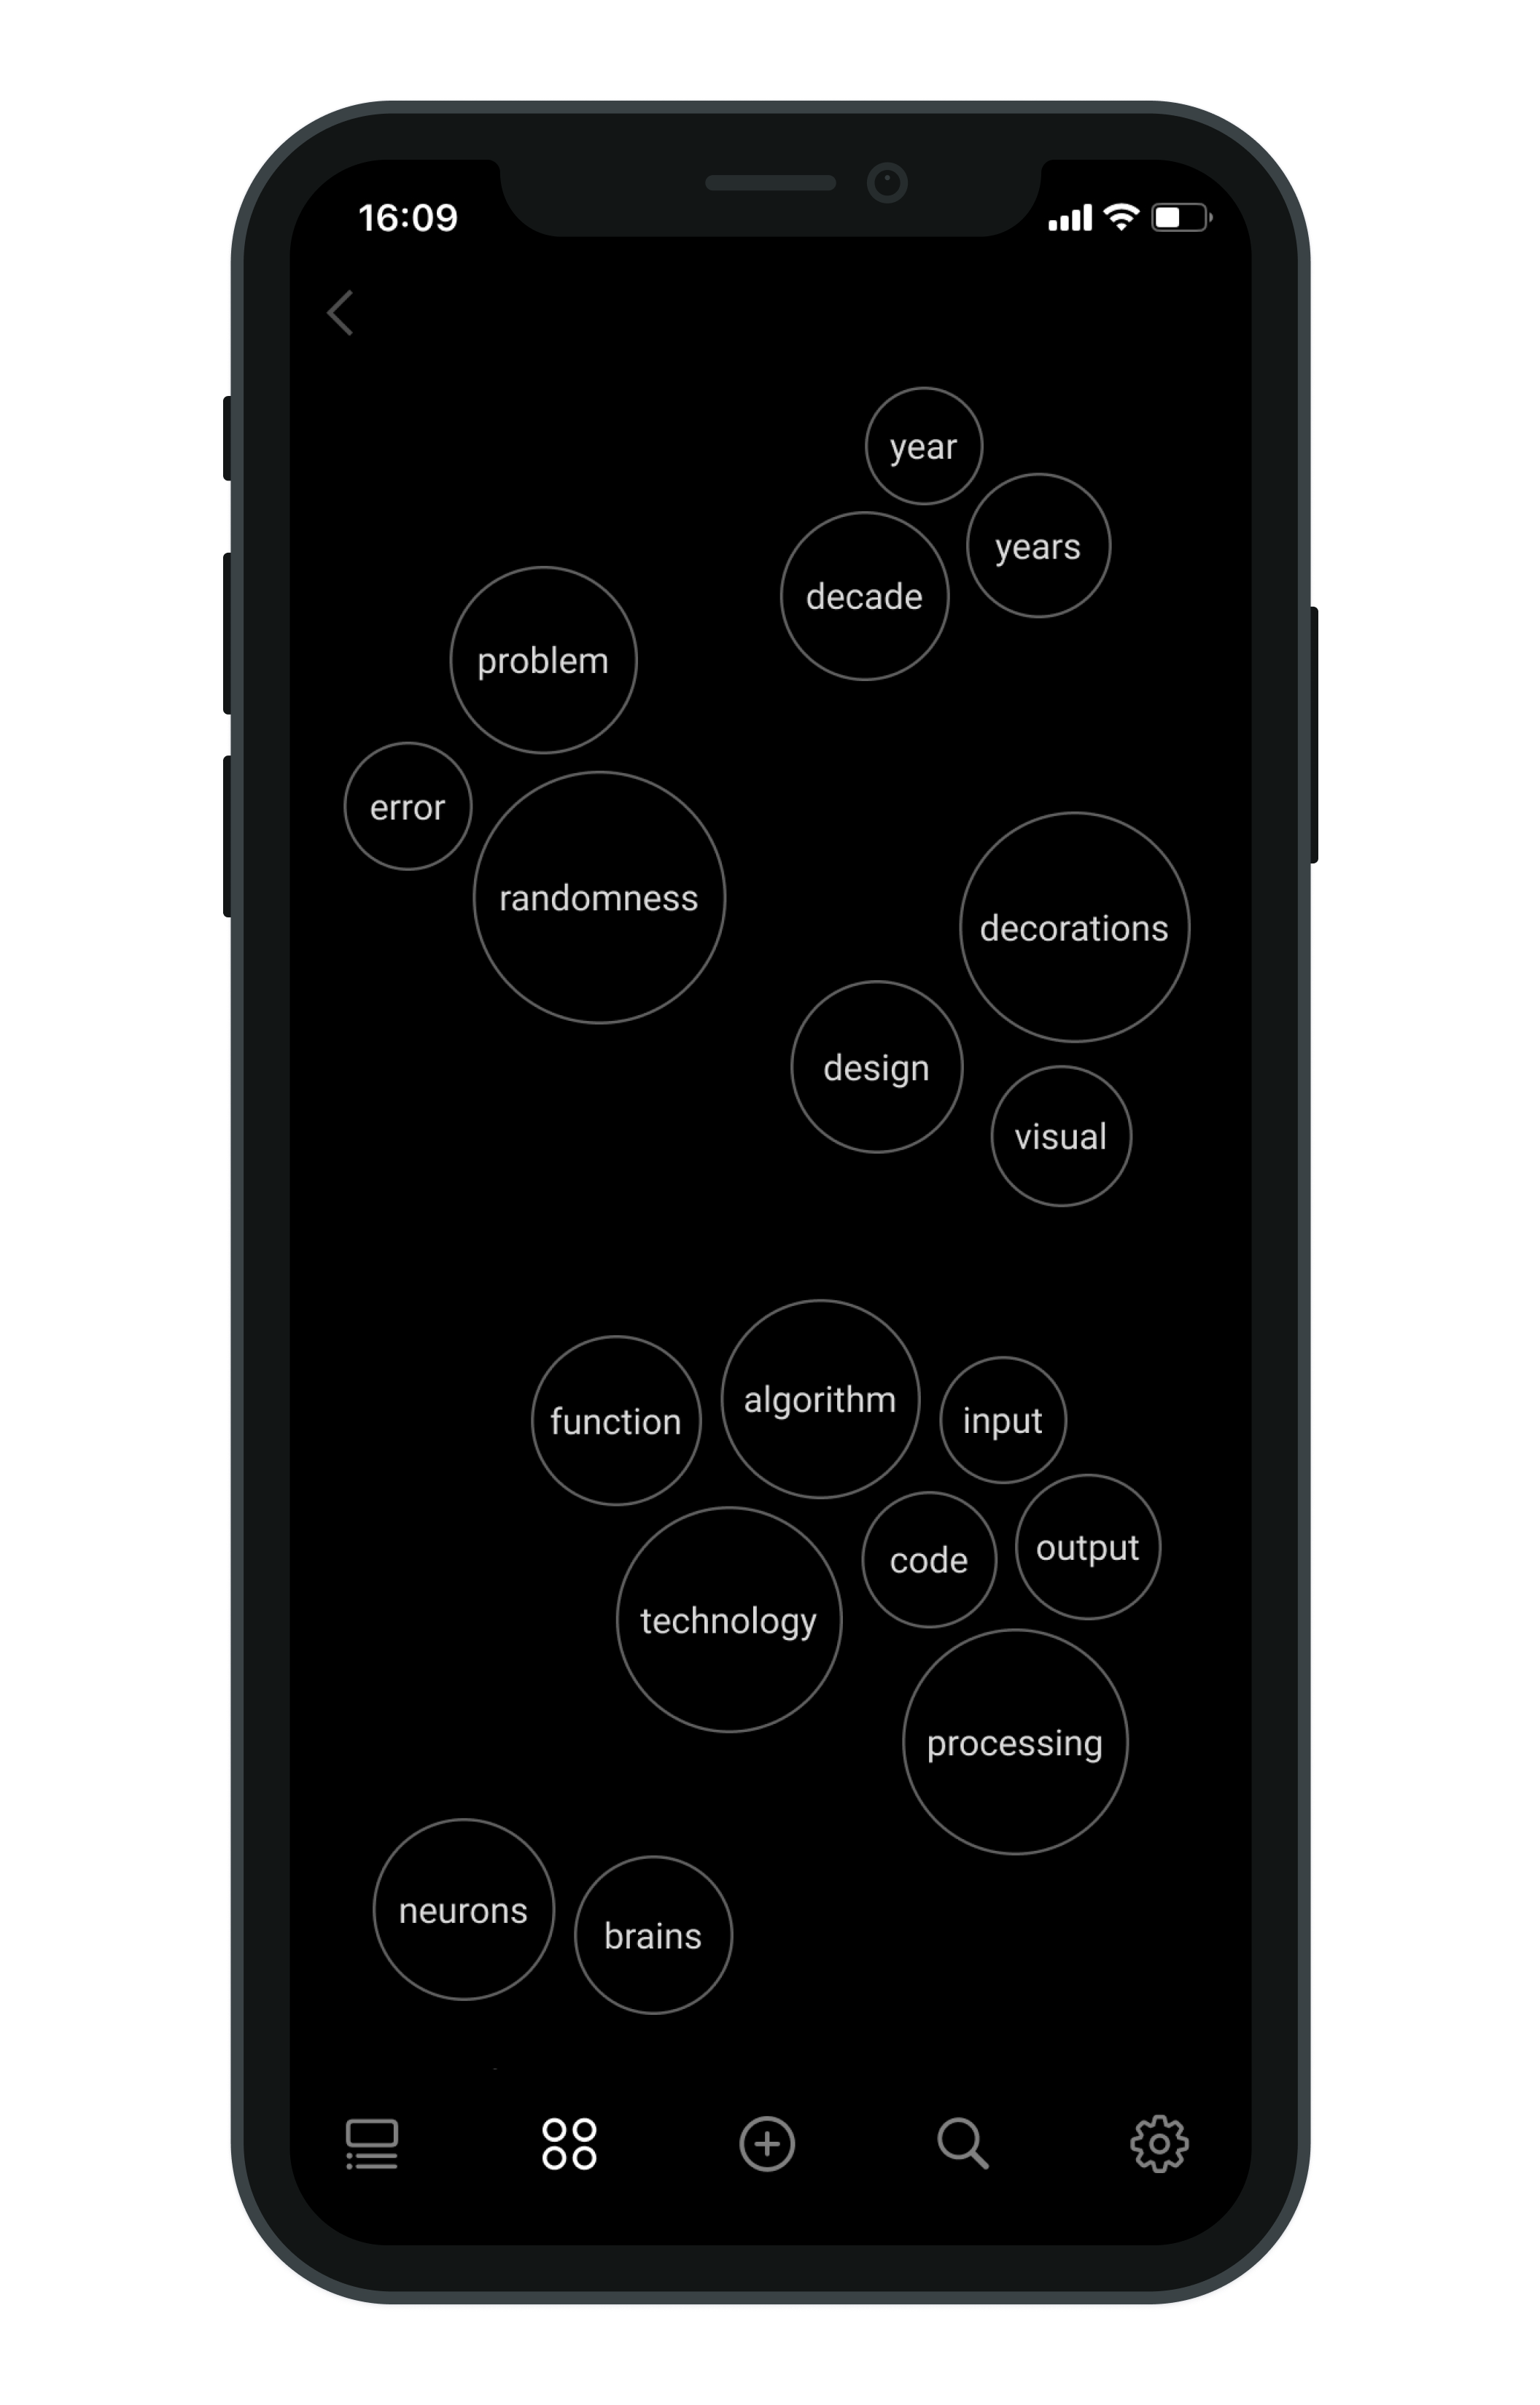 16:09
year
years
decade
problem
error
randomness
decorations
design
visual
function
algorithm
input
code
output
technology
processing
neurons
brains